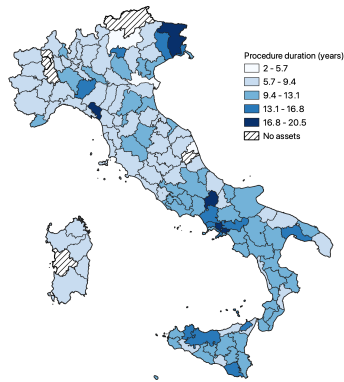 Procedure duration (years)
2 - 5.7
5.7 - 9.4
9.4 - 13.1
13.1 - 16.8
16.8 - 20.5
No assets